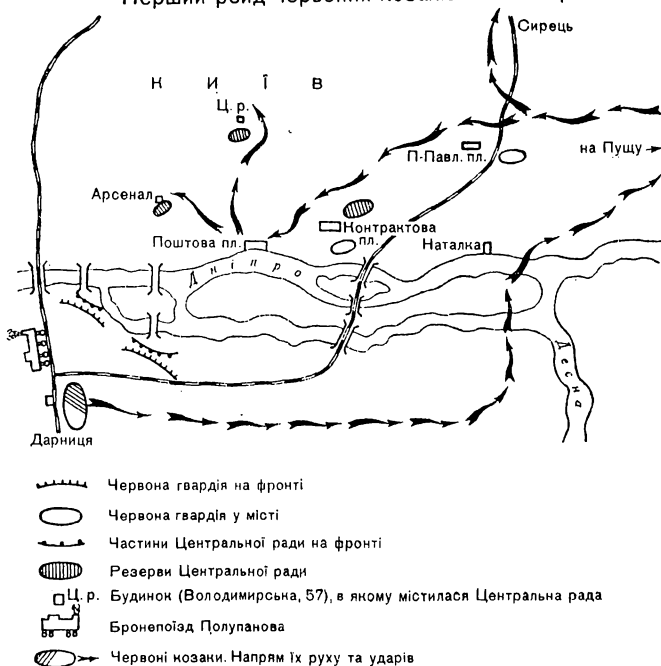 Перший рейд Червоних козаків
Сирець
К И Ї В
Ц. р.
П-Павл. пл.
на Пущу
Арсенал
Контрактова
пл.
Поштова пл.
Наталка
Дніпро
Десна
Дарниця
Червона гвардія на фронті
Червона гвардія у місті
Частини Центральної ради на фронті
Резерви Центральної ради
Ц. р. Будинок (Володимирська, 57), в якому містилася Центральна рада
Бронепоїзд Полупанова
Червоні козаки. Напрям їх руху та ударів